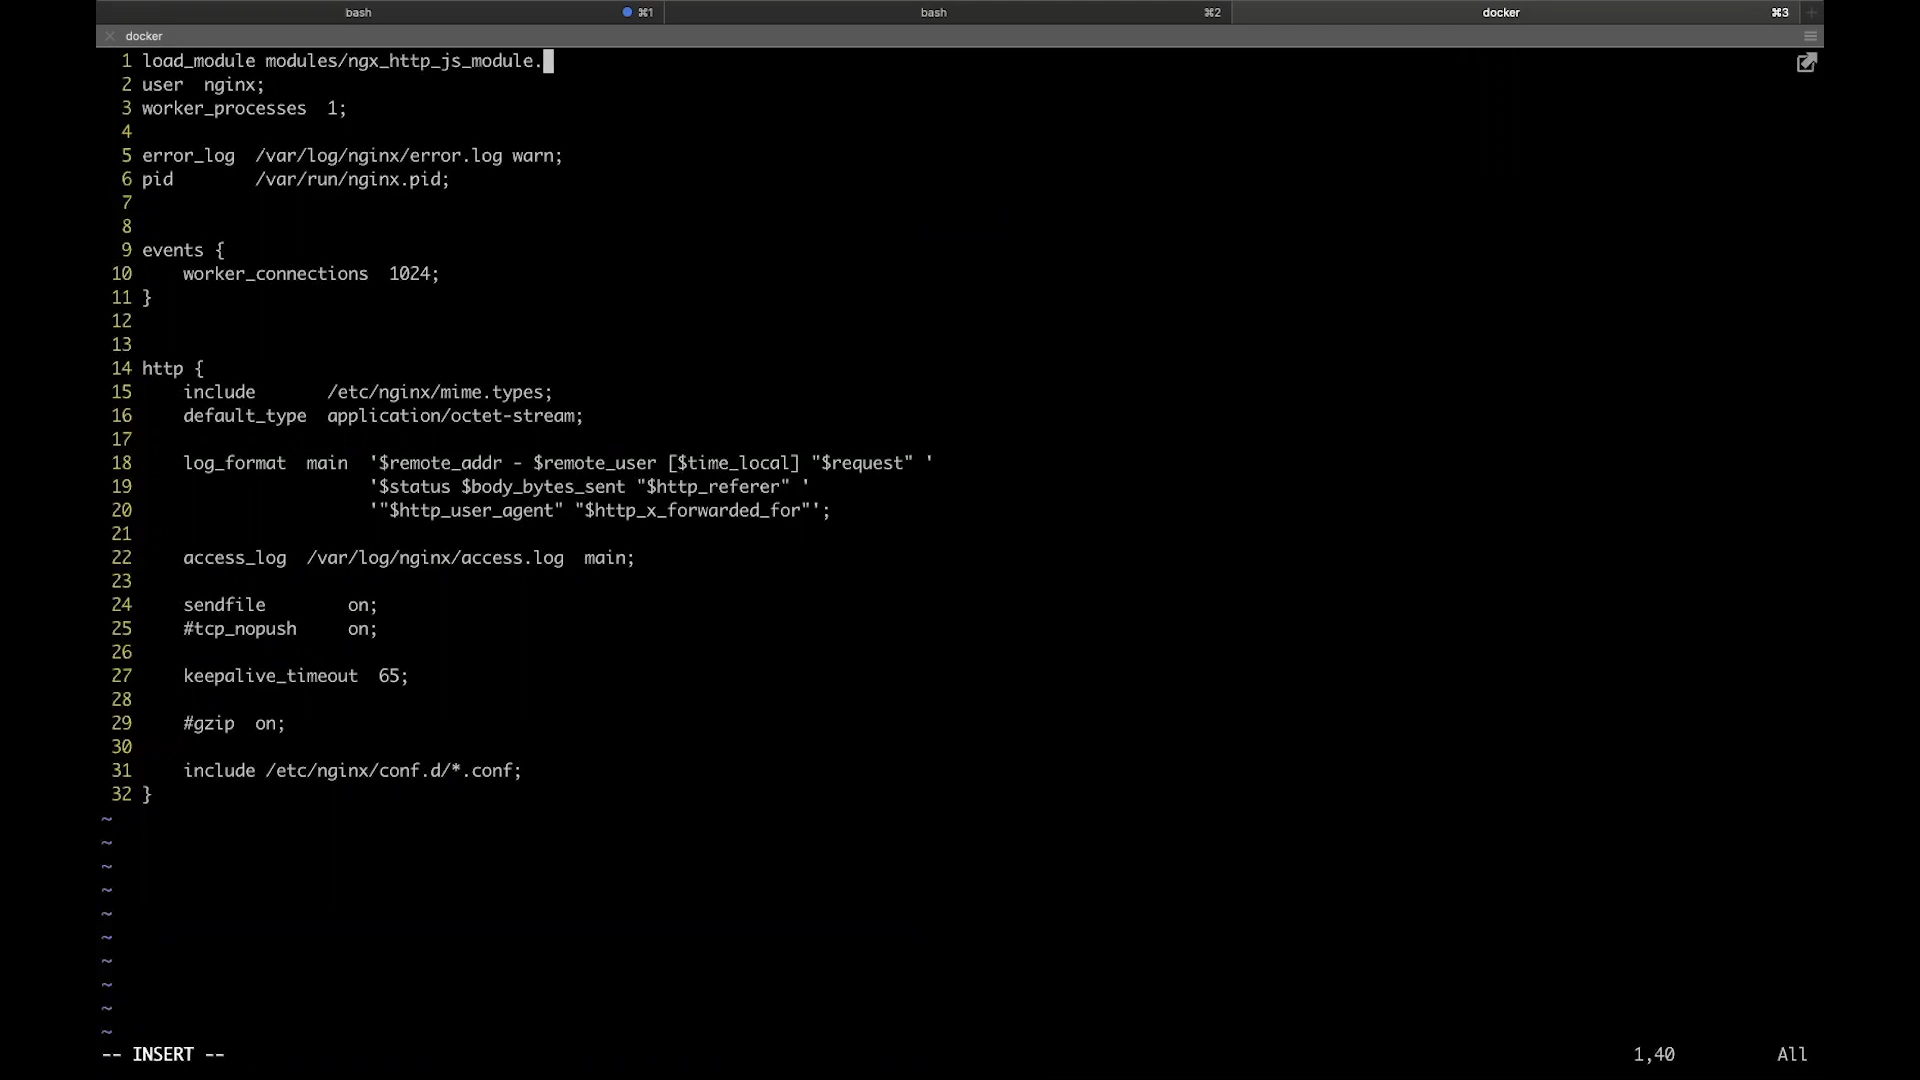 bash ⌘1 bash ⌘2 docker ⌘3 +
docker
1 load_module modules/ngx_http_js_module.
2 user  nginx;
3 worker_processes  1;
4
5 error_log  /var/log/nginx/error.log warn;
6 pid        /var/run/nginx.pid;
7
8
9 events {
10     worker_connections  1024;
11 }
12
13
14 http {
15     include       /etc/nginx/mime.types;
16     default_type  application/octet-stream;
17
18     log_format  main  '$remote_addr - $remote_user [$time_local] "$request" '
19                       '$status $body_bytes_sent "$http_referer" '
20                       '"$http_user_agent" "$http_x_forwarded_for"';
21
22     access_log  /var/log/nginx/access.log  main;
23
24     sendfile        on;
25     #tcp_nopush     on;
26
27     keepalive_timeout  65;
28
29     #gzip  on;
30
31     include /etc/nginx/conf.d/*.conf;
32 }
~
~
~
~
~
~
~
~
~
~
-- INSERT -- 1,40 All